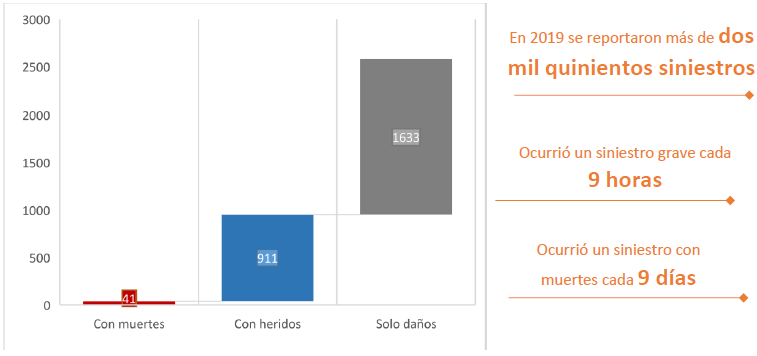 3000
2500
2000
1500
1000
500
0
1633
911
41
Con muertes
Con heridos
Solo daños
En 2019 se reportaron más de dos
mil quinientos siniestros
Ocurrió un siniestro grave cada
9 horas
Ocurrió un siniestro con
muertes cada 9 días